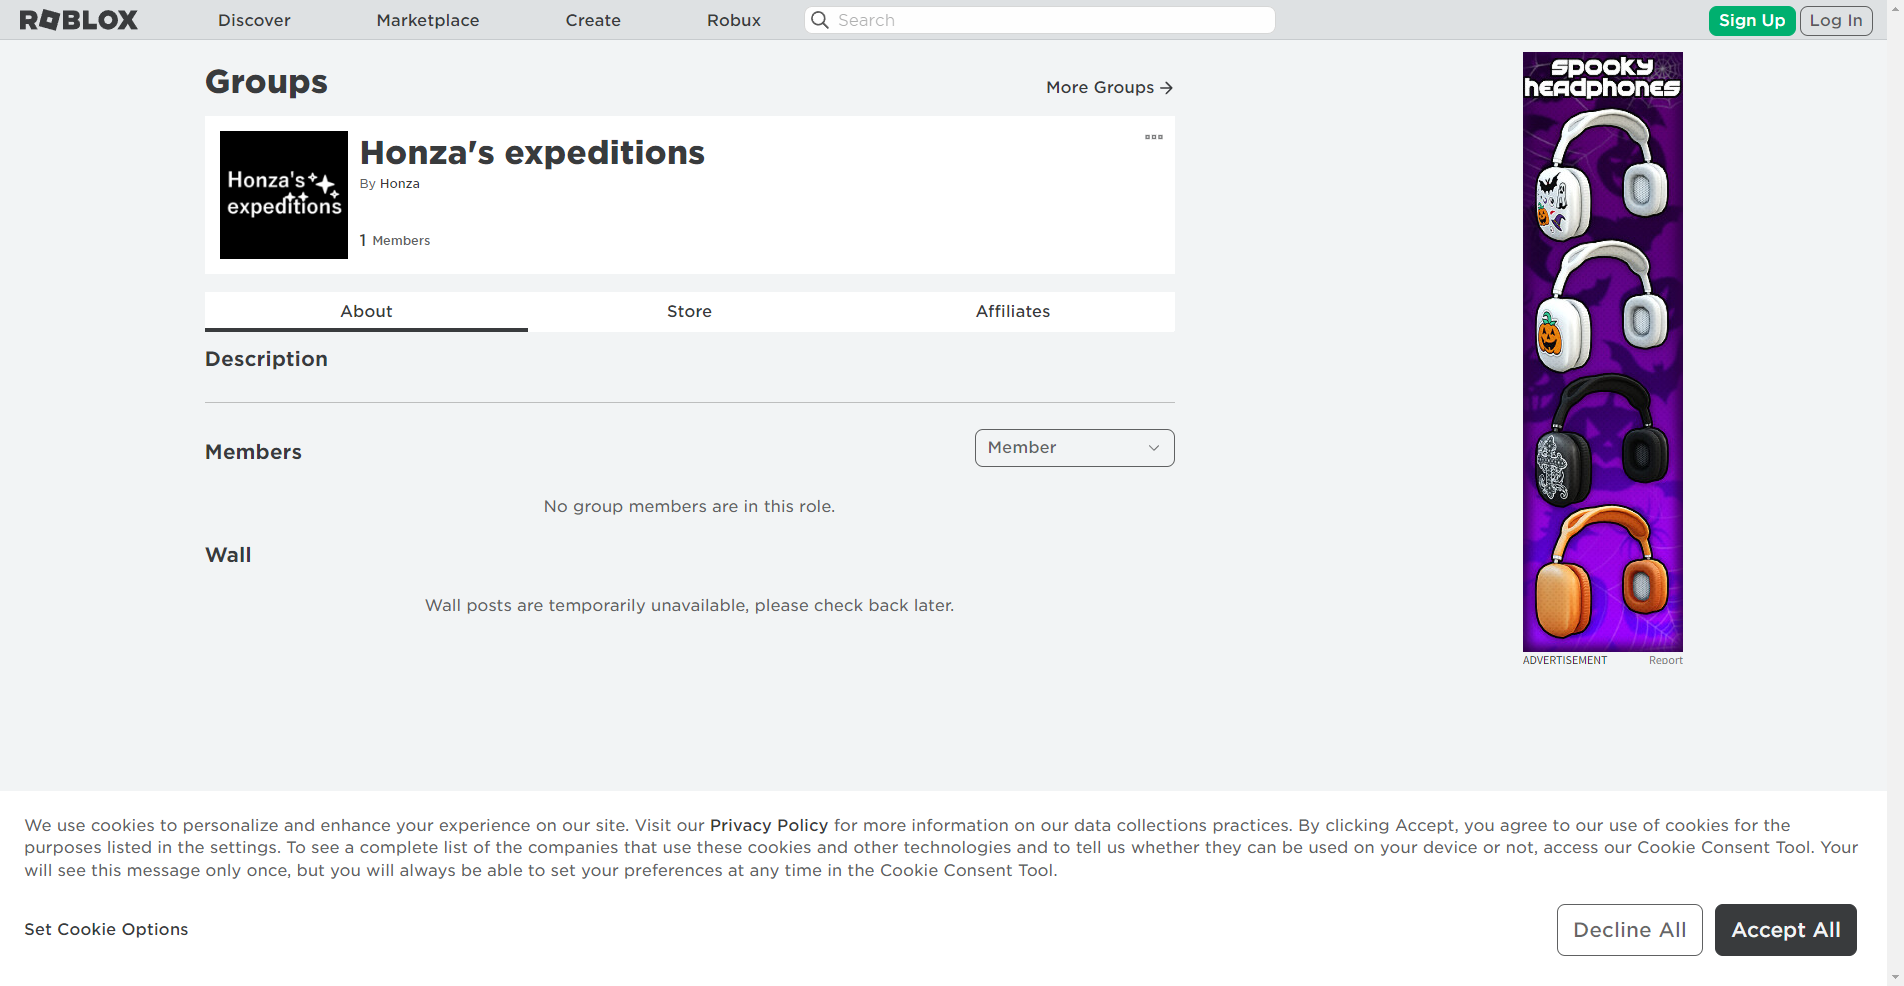 ROBLOX
Discover
Marketplace
Create
Robux
Search
Sign Up
Log In
Groups
More Groups
Honza's
expeditions
Honza's expeditions
By Honza
1 Members
About
Store
Affiliates
Description
Members
Member
No group members are in this role.
Wall
Wall posts are temporarily unavailable, please check back later.
spooky
headphones
ADVERTISEMENT
Report
We use cookies to personalize and enhance your experience on our site. Visit our Privacy Policy for more information on our data collections practices. By clicking Accept, you agree to our use of cookies for the
purposes listed in the settings. To see a complete list of the companies that use these cookies and other technologies and to tell us whether they can be used on your device or not, access our Cookie Consent Tool. Your
will see this message only once, but you will always be able to set your preferences at any time in the Cookie Consent Tool.
Set Cookie Options
Decline All
Accept All